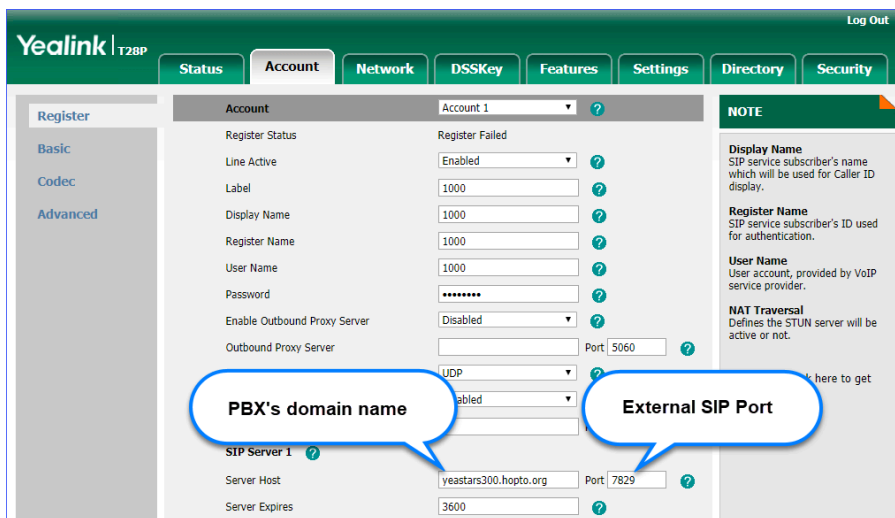 Log Out
Yealink T28P
Status Account Network DSSKey Features Settings Directory Security
Register
Basic
Codec
Advanced
Account Account 1
Register Status Register Failed
Line Active Enabled ?
Label 1000 ?
Display Name 1000 ?
Register Name 1000 ?
User Name 1000 ?
Password •••••••• ?
Enable Outbound Proxy Server Disabled ?
Outbound Proxy Server Port 5060 ?
UDP ?
abled
PBX's domain name
External SIP Port
SIP Server 1 ?
Server Host yeastars300.hopto.org Port 7829 ?
Server Expires 3600 ?
NOTE
Display Name
SIP service subscriber's name
which will be used for Caller ID
display.
Register Name
SIP service subscriber's ID used
for authentication.
User Name
User account, provided by VoIP
service provider.
NAT Traversal
Defines the STUN server will be
active or not.
here to get